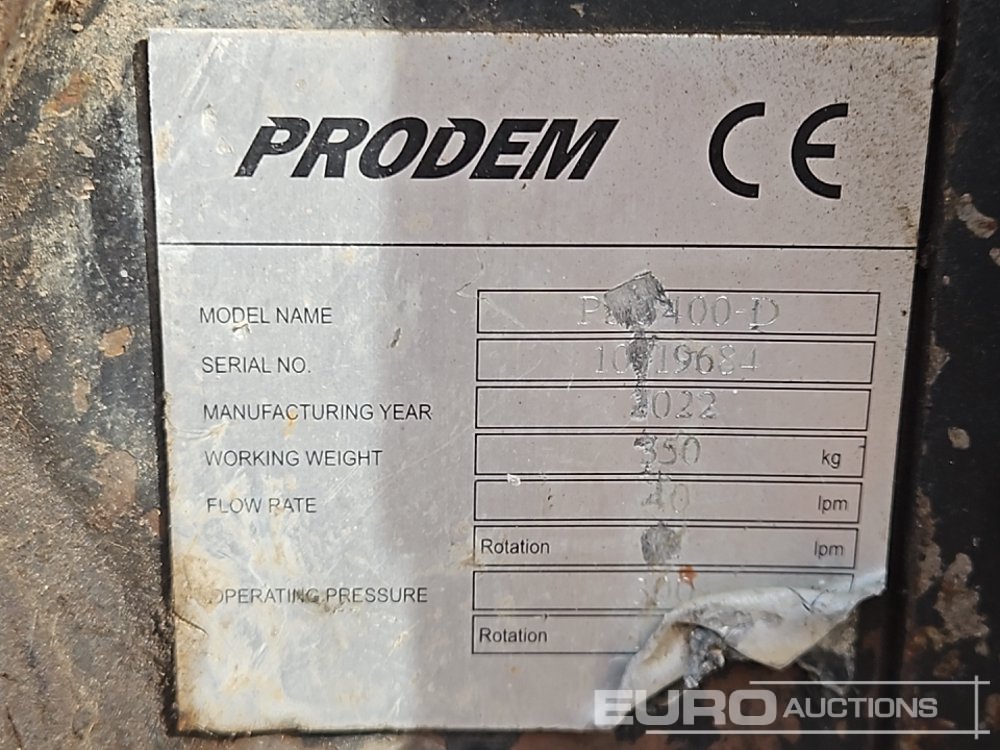 PRODEM CE
MODEL NAME
SERIAL NO.
MANUFACTURING YEAR 2022
WORKING WEIGHT 350 kg
FLOW RATE 40 lpm
Rotation lpm
OPERATING PRESSURE
Rotation
EURO AUCTIONS